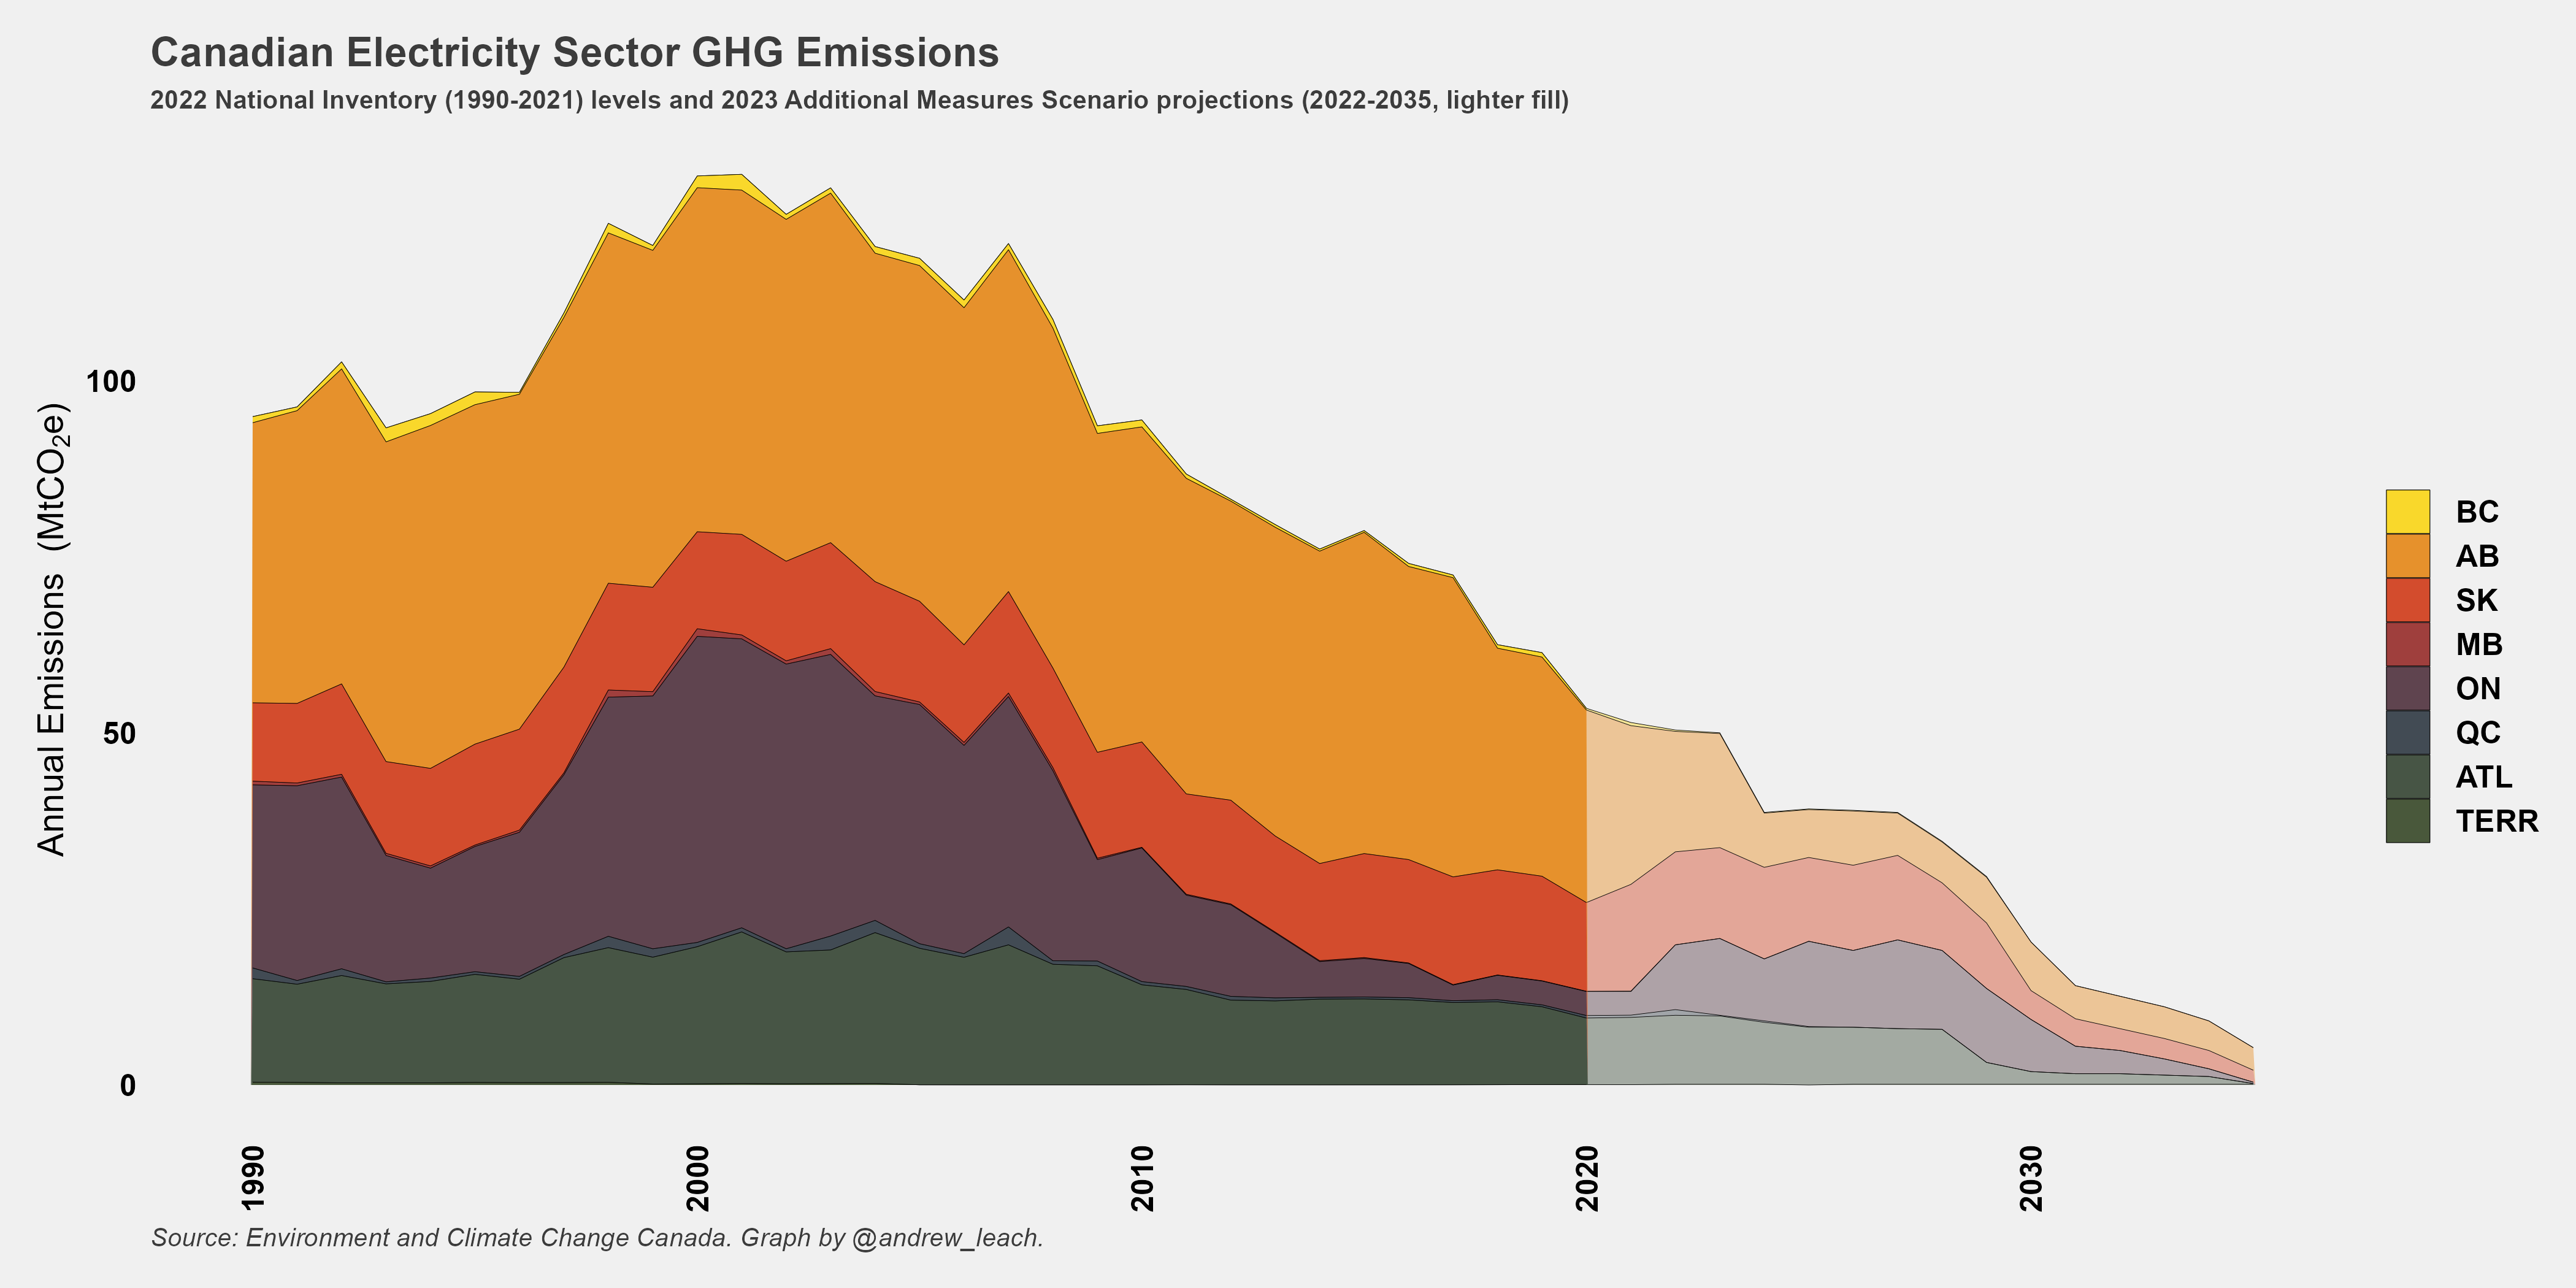 Canadian Electricity Sector GHG Emissions
2022 National Inventory (1990-2021) levels and 2023 Additional Measures Scenario projections (2022-2035, lighter fill)
Annual Emissions (MtCO₂e)
100
50
0
1990
2000
2010
2020
2030
BC
AB
SK
MB
ON
QC
ATL
TERR
Source: Environment and Climate Change Canada. Graph by @andrew_leach.